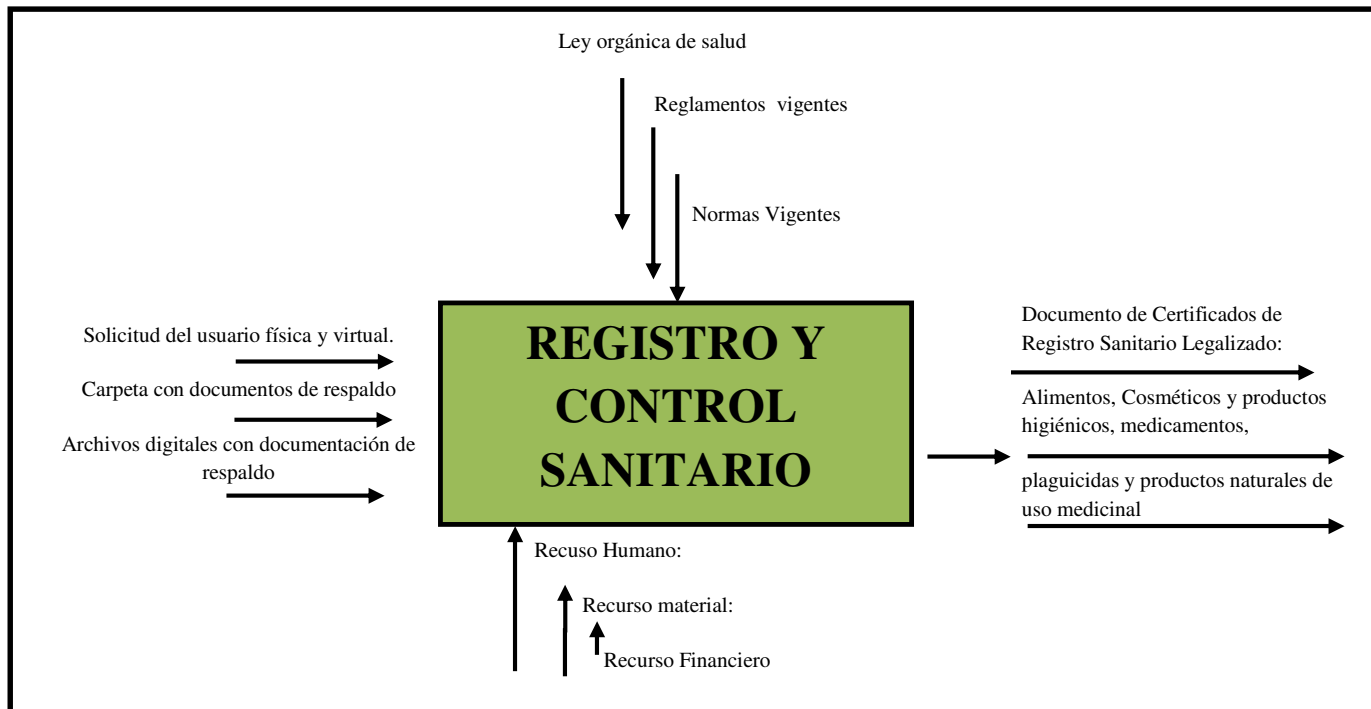 Ley orgánica de salud
Reglamentos vigentes
Normas Vigentes
Solicitud del usuario física y virtual.
Carpeta con documentos de respaldo
Archivos digitales con documentación de
respaldo
REGISTRO Y
CONTROL
SANITARIO
Documento de Certificados de
Registro Sanitario Legalizado:
Alimentos, Cosméticos y productos
higiénicos, medicamentos,
plaguicidas y productos naturales de
uso medicinal
Recuso Humano:
Recurso material:
Recurso Financiero